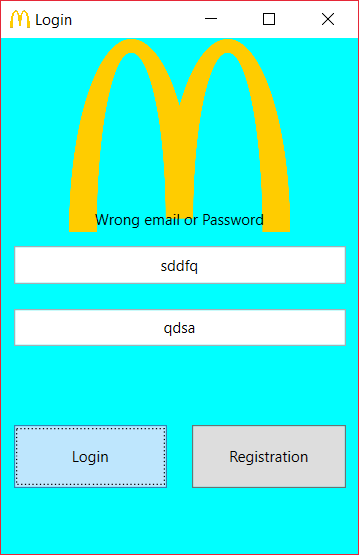 Login
Wrong email or Password
sddfq
qdsa
Login
Registration